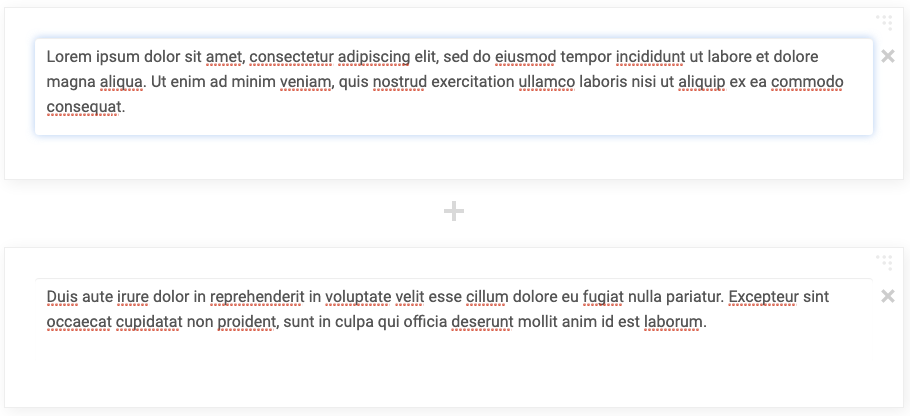 Lorem ipsum dolor sit amet, consectetur adipiscing elit, sed do eiusmod tempor incididunt ut labore et dolore
magna aliqua. Ut enim ad minim veniam, quis nostrud exercitation ullamco laboris nisi ut aliquip ex ea commodo
consequat.
Duis aute irure dolor in reprehenderit in voluptate velit esse cillum dolore eu fugiat nulla pariatur. Excepteur sint
occaecat cupidatat non proident, sunt in culpa qui officia deserunt mollit anim id est laborum.